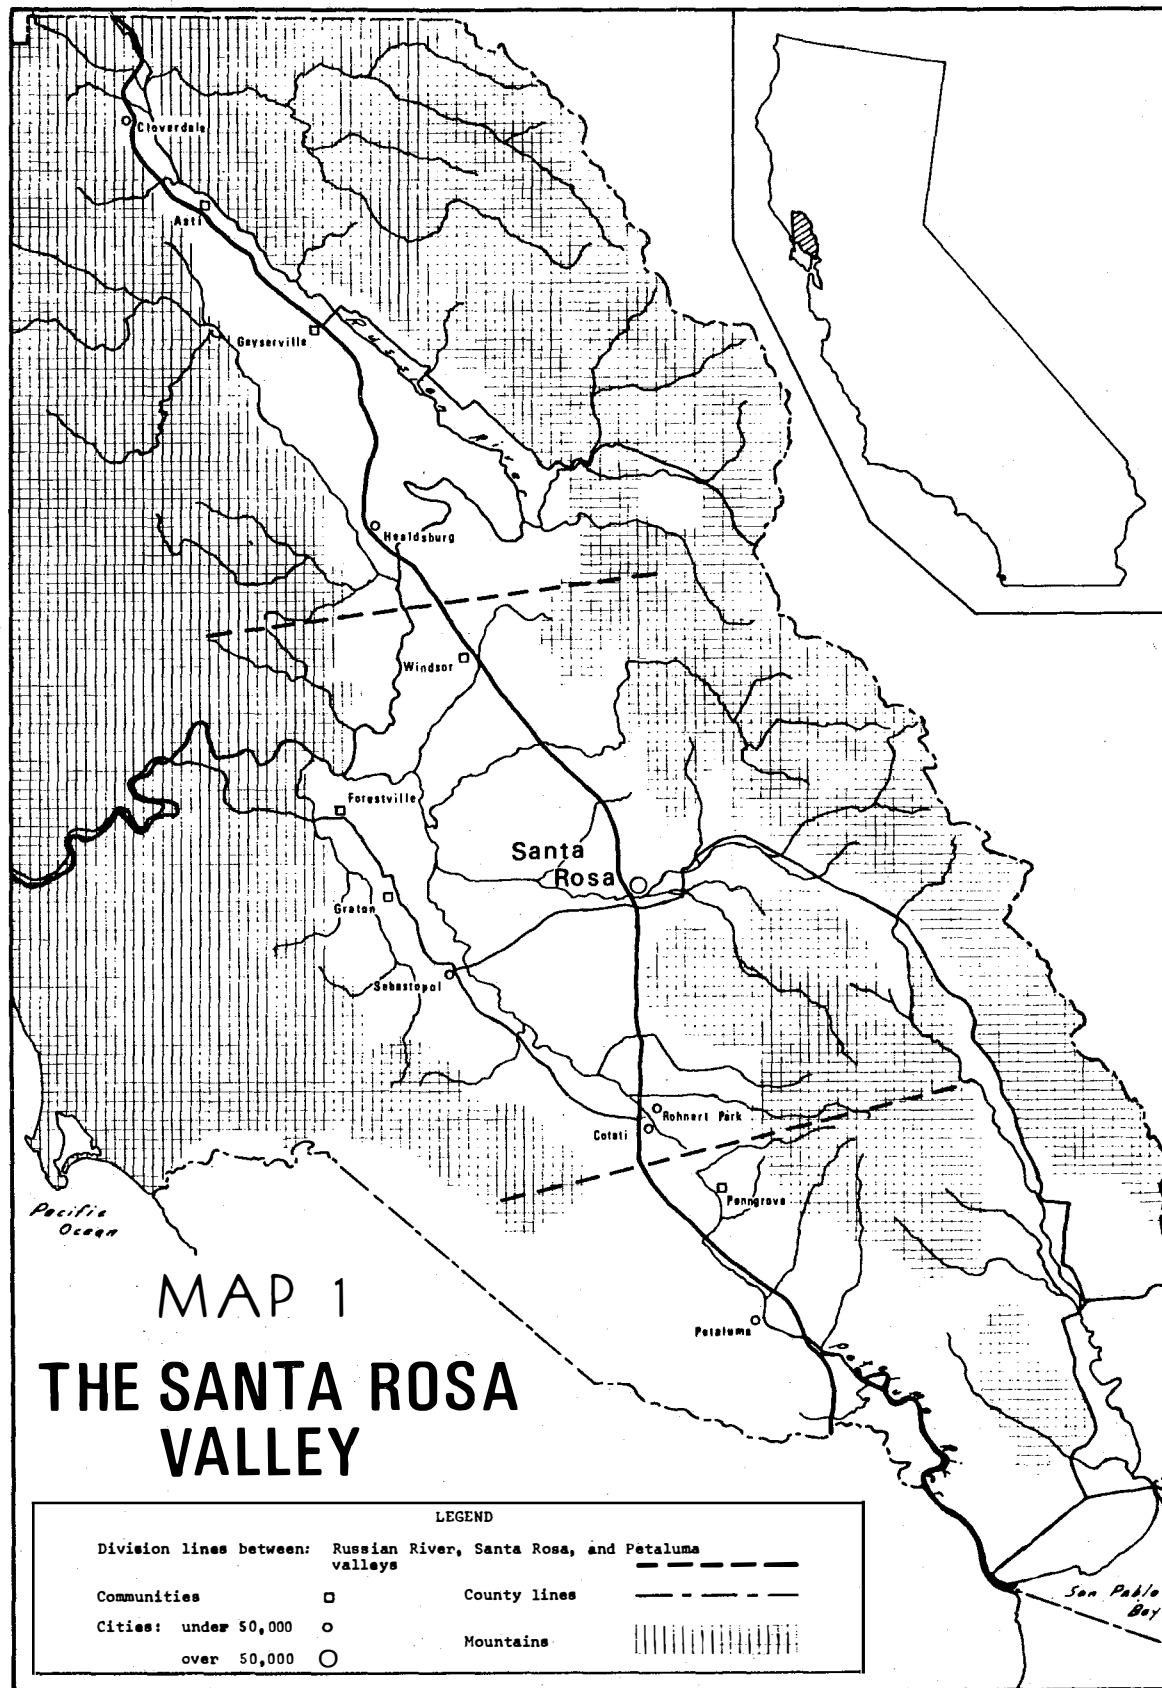 Cloverdale
Asti
Geyserville
Russian River
Healdsburg
Windsor
Forestville
Santa
Rosa
Graton
Sebastopol
Rohnert Park
Cotati
Penngrove
Pacific
Ocean
MAP 1
Petaluma
THE SANTA ROSA
VALLEY
San Pablo
Bay
LEGEND
Division lines between: Russian River, Santa Rosa, and Petaluma
valleys
Communities
County lines
Cities: under 50,000
Mountains
over 50,000